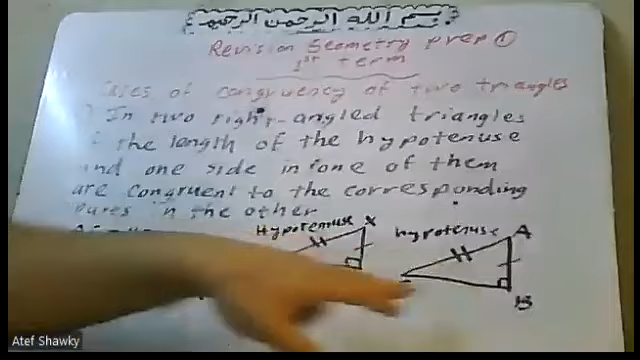 بسم الله الرحمن الرحيم
Revision Geometry prep 1
1st term
of congruency of two triangles
In two right-angled triangles
the length of the hypotenuse
and one side in one of them
are congruent to the corresponding
in the other
Hypotenuse X
hypotenuse A
B
Atef Shawky